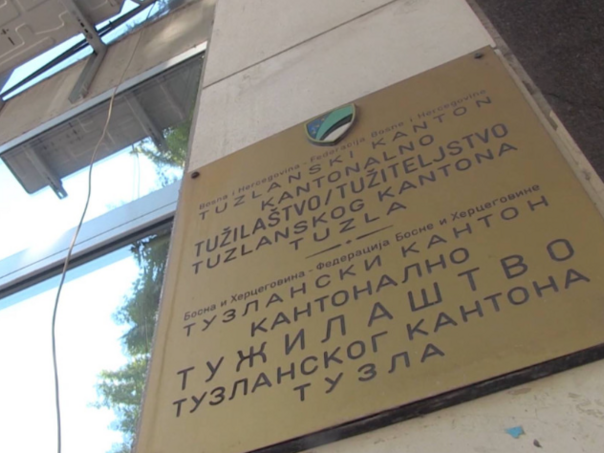 Bosna i Hercegovina - Federacija Bosne i Hercegovine
TUZLANSKI KANTON
KANTONALNO
TUŽILAŠTVO/TUŽITELJSTVO
TUZLANSKOG KANTONA
TUZLA
Босна и Херцеговина - Федерација Босне и Херцеговине
ТУЗЛАНСКИ КАНТОН
КАНТОНАЛНО
ТУЖИЛАШТВО
ТУЗЛАНСКОГ КАНТОНА
ТУЗЛА